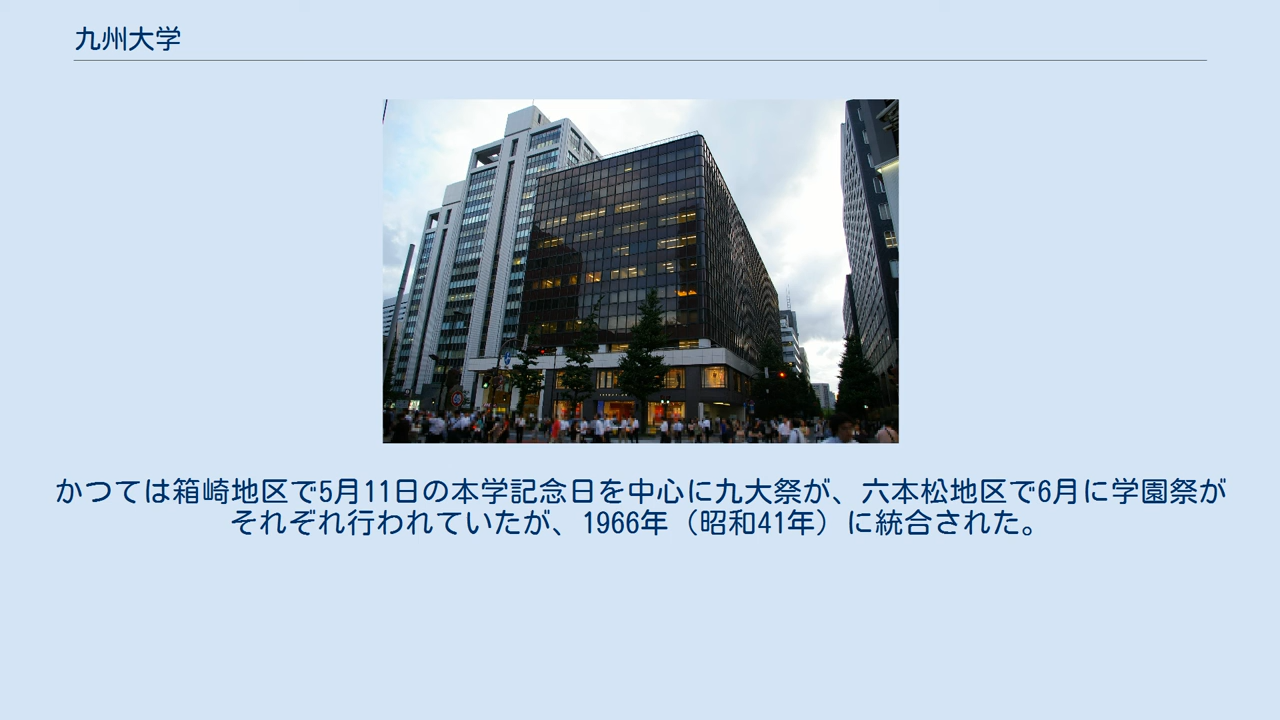 九州大学
かつては箱崎地区で5月11日の本学記念日を中心に九大祭が、六本松地区で6月に学園祭が
それぞれ行われていたが、1966年（昭和41年）に統合された。